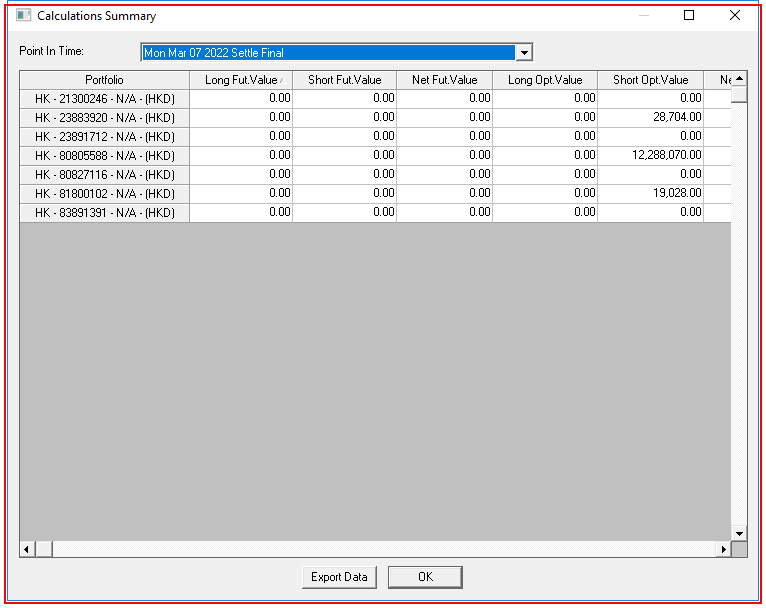 Calculations Summary
Point In Time: Mon Mar 07 2022 Settle Final
Portfolio Long Fut.Value Short Fut.Value Net Fut.Value Long Opt.Value Short Opt.Value Ne
HK - 21300246 - N/A - (HKD) 0.00 0.00 0.00 0.00 0.00
HK - 23883920 - N/A - (HKD) 0.00 0.00 0.00 0.00 28,704.00
HK - 23891712 - N/A - (HKD) 0.00 0.00 0.00 0.00 0.00
HK - 80805588 - N/A - (HKD) 0.00 0.00 0.00 0.00 12,288,070.00
HK - 80827116 - N/A - (HKD) 0.00 0.00 0.00 0.00 0.00
HK - 81800102 - N/A - (HKD) 0.00 0.00 0.00 0.00 19,028.00
HK - 83891391 - N/A - (HKD) 0.00 0.00 0.00 0.00 0.00
Export Data OK